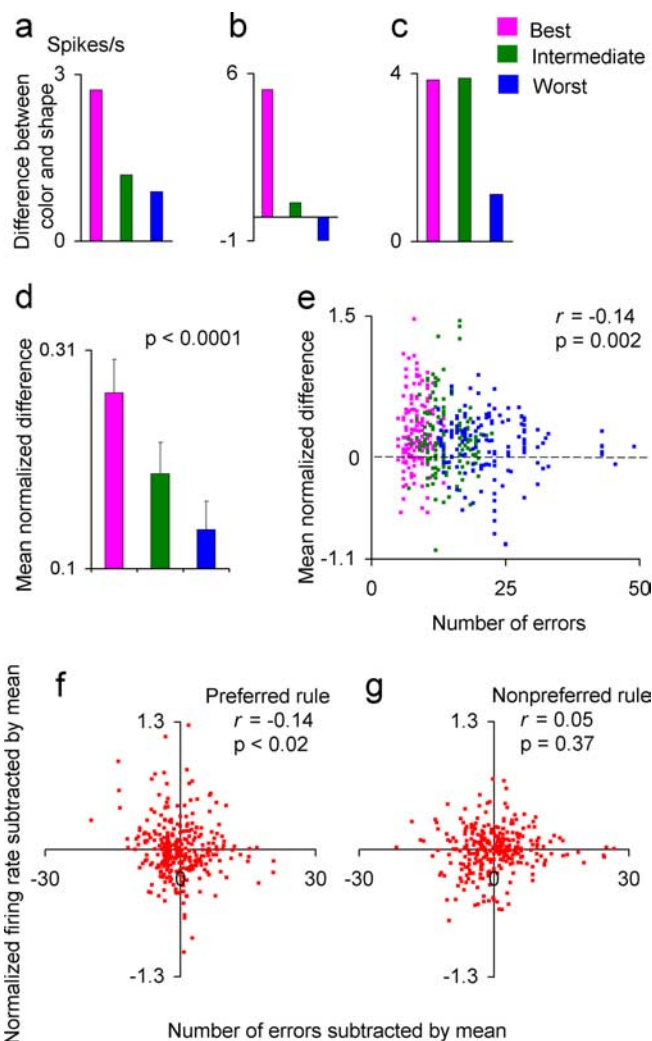 a
Spikes/s
3
0
Difference between
color and shape
b
6
-1
c
4
0
Best
Intermediate
Worst
d
p < 0.0001
0.31
0.1
Mean normalized difference
e
r = -0.14
p = 0.002
1.5
0
-1.1
Mean normalized difference
0
25
50
Number of errors
f
Preferred rule
r = -0.14
p < 0.02
1.3
-30
0
30
-1.3
g
Nonpreferred rule
r = 0.05
p = 0.37
1.3
-30
0
30
-1.3
Normalized firing rate subtracted by mean
Number of errors subtracted by mean